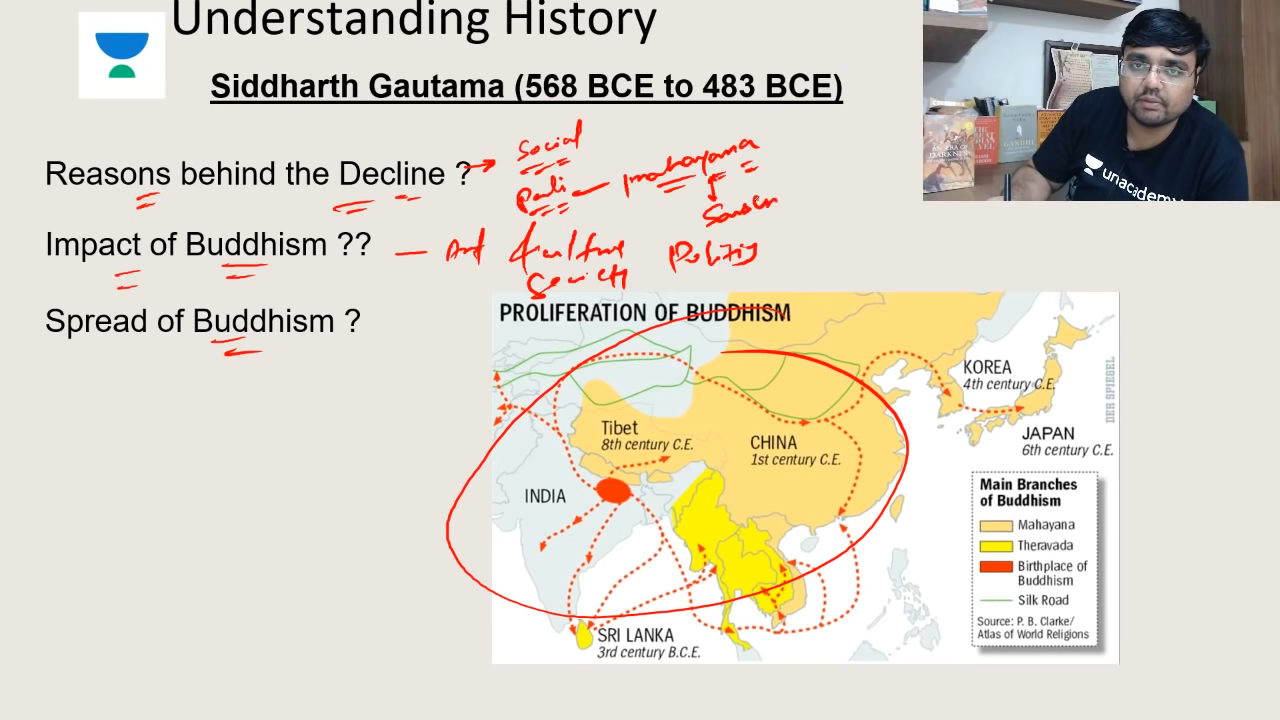 Understanding History
Siddharth Gautama (568 BCE to 483 BCE)
Reasons behind the Decline ?
Social
Pali — mahayana
Impact of Buddhism ??
— Art Culture Polity
Society
Spread of Buddhism ?
unacademy
PROLIFERATION OF BUDDHISM
KOREA
4th century C.E.
JAPAN
6th century C.E.
Tibet
8th century C.E.
CHINA
1st century C.E.
INDIA
SRI LANKA
3rd century B.C.E.
DER SPIEGEL
Main Branches
of Buddhism
Mahayana
Theravada
Birthplace of
Buddhism
Silk Road
Source: P. B. Clarke/
Atlas of World Religions
GANDHI
DARKNESS